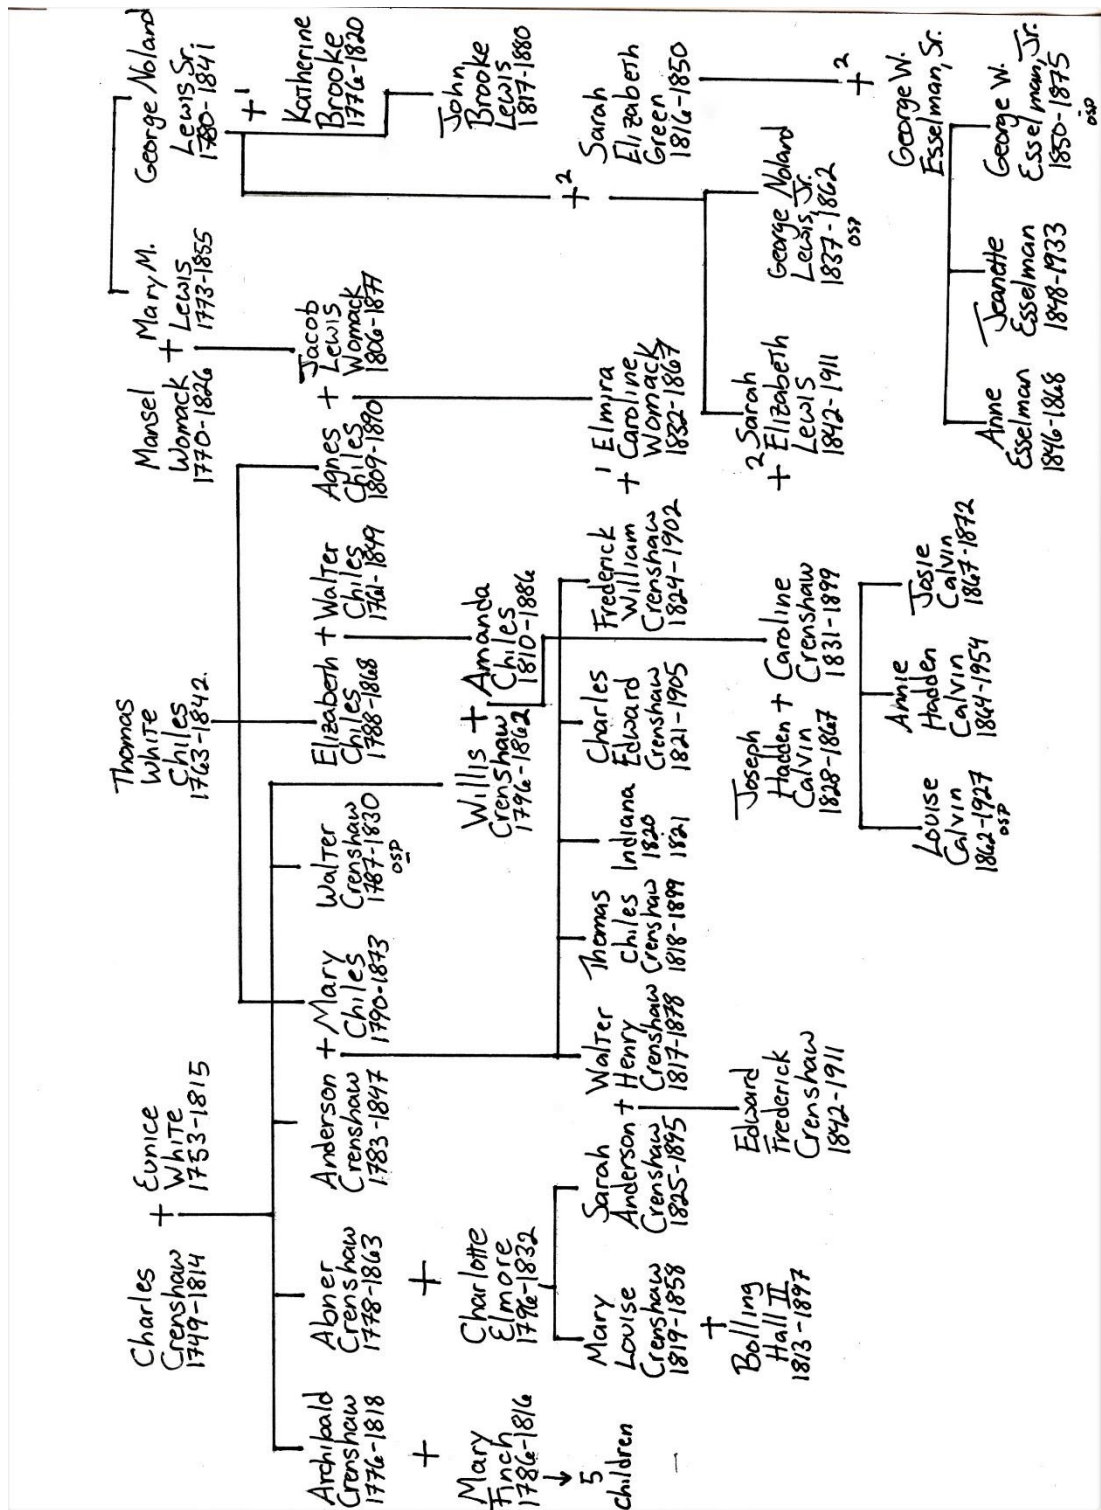 Charles
Crenshaw
1749-1814
+
Eunice
White
1753-1815
Thomas
White
Chiles
1763-1842
Mansel
Womack
1770-1826
+
Mary M.
Lewis
1773-1855
George Noland
Lewis Sr.
1780-1841
Archibald
Crenshaw
1776-1818
+
Mary
Finch
1786-1816
↓
5
children
Abner
Crenshaw
1778-1863
+
Charlotte
Elmore
1796-1832
Anderson
Crenshaw
1783-1847
+
Mary
Chiles
1790-1873
Walter
Crenshaw
1787-1830
osp
Elizabeth
Chiles
1788-1868
+
Walter
Chiles
1761-1849
Agnes
Chiles
1809-1890
+
Jacob
Lewis
Womack
1806-1877
+1
Katherine
Brooke
1776-1820
John
Brooke
Lewis
1817-1880
Willis
Crenshaw
1796-1862
+
Amanda
Chiles
1810-1886
+2
Sarah
Elizabeth
Green
1816-1850
Mary
Louise
Crenshaw
1819-1858
+
Bolling
Hall II
1813-1897
Sarah
Anderson
Crenshaw
1825-1895
+
Walter
Henry
Crenshaw
1817-1878
Thomas
Chiles
Crenshaw
1818-1899
Indiana
1820
1821
Charles
Edward
Crenshaw
1821-1905
Frederick
William
Crenshaw
1824-1902
+1
Elmira
Caroline
Womack
1832-1867
Edward
Frederick
Crenshaw
1842-1911
Joseph
Hadden
Calvin
1828-1867
+
Caroline
Crenshaw
1831-1899
+2
Sarah
Elizabeth
Lewis
1842-1911
George Noland
Lewis, Jr.
1837-1862
osp
+2
George W.
Esselman, Sr.
Louise
Calvin
1862-1927
osp
Annie
Hadden
Calvin
1864-1954
Josie
Calvin
1867-1872
Anne
Esselman
1846-1868
Jeanette
Esselman
1848-1933
George W.
Esselman, Jr.
1850-1875
osp